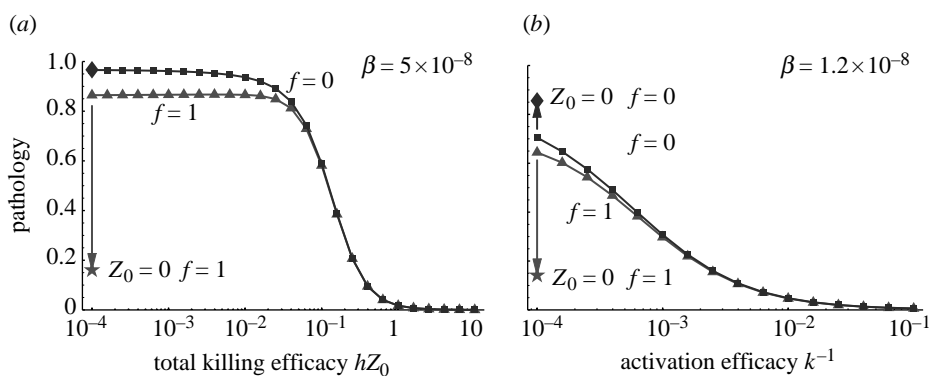 (a)
β = 5×10⁻⁸
f = 0
f = 1
Z₀ = 0 f = 1
pathology
1.0
0.8
0.6
0.4
0.2
0
10⁻⁴ 10⁻³ 10⁻² 10⁻¹ 1 10
total killing efficacy hZ₀
(b)
β = 1.2×10⁻⁸
Z₀ = 0 f = 0
f = 0
f = 1
Z₀ = 0 f = 1
10⁻⁴ 10⁻³ 10⁻² 10⁻¹
activation efficacy k⁻¹